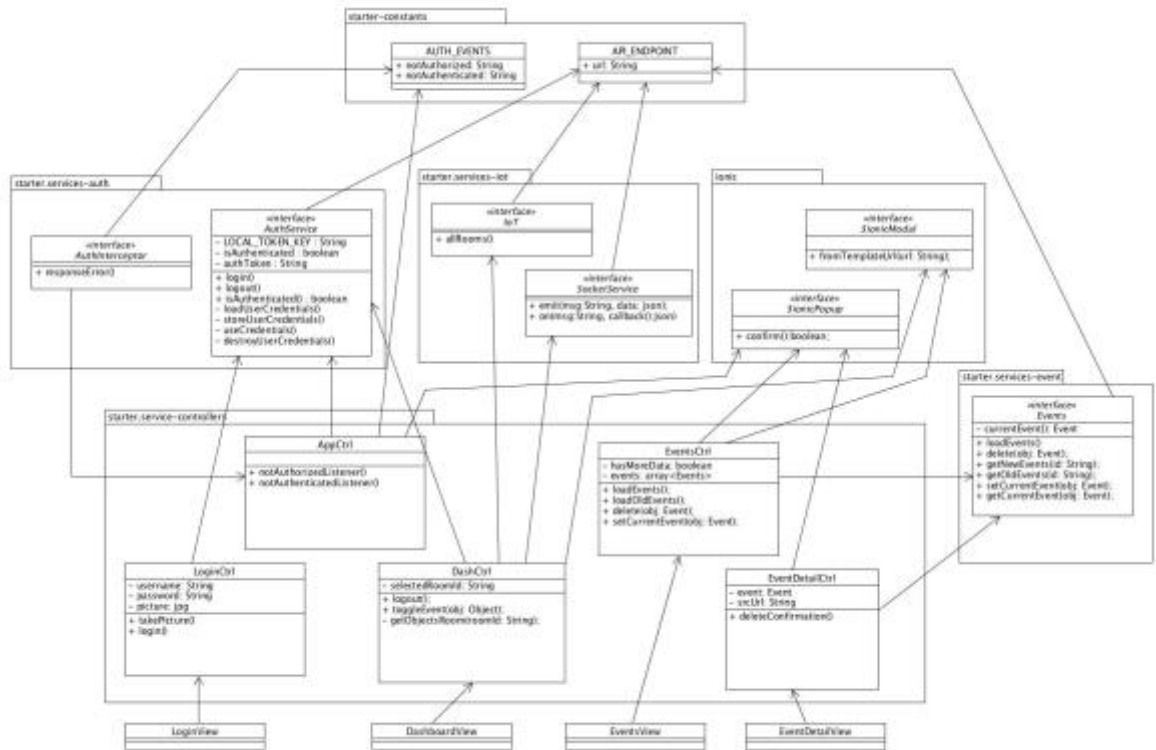 starter-constants
AUTH_EVENTS
+ notAuthorized: String
+ notAuthenticated: String
API_ENDPOINT
+ url: String
starter.services-auth
«interface»
AuthInterceptor
+ responseError()
«interface»
AuthService
- LOCAL_TOKEN_KEY : String
- isAuthenticated : boolean
- authToken : String
+ login()
+ logout()
+ isAuthenticated() : boolean
- loadUserCredentials()
- storeUserCredentials()
- useCredentials()
- destroyUserCredentials()
starter.services-iot
«interface»
IoT
+ allRooms()
«interface»
SocketService
+ emit(msg:String, data: json);
+ on(msg:String, callback():json)
ionic
«interface»
$ionicModal
+ fromTemplateUrl(url: String);
«interface»
$ionicPopup
+ confirm():boolean;
starter.services-event
«interface»
Events
- currentEvent(): Event
+ loadEvents()
+ delete(obj: Event);
+ getNewEvents(id: String);
+ getOldEvents(id: String);
+ setCurrentEvent(obj: Event);
+ getCurrentEvent(obj: Event);
starter.service-controllers
AppCtrl
+ notAuthorizedListener()
+ notAuthenticatedListener()
EventsCtrl
- hasMoreData: boolean
- events: array<Events>
+ loadEvents();
+ loadOldEvents();
+ delete(obj: Event);
+ setCurrentEvent(obj: Event);
LoginCtrl
- username: String
- password: String
- picture: jpg
+ takePicture()
+ login()
DashCtrl
- selectedRoomId: String
+ logout();
+ toggleEvent(obj: Object);
- getObjectsRoom(roomId: String);
EventDetailCtrl
- event: Event
- srcUrl: String
+ deleteConfirmation()
LoginView
DashboardView
EventsView
EventDetailView